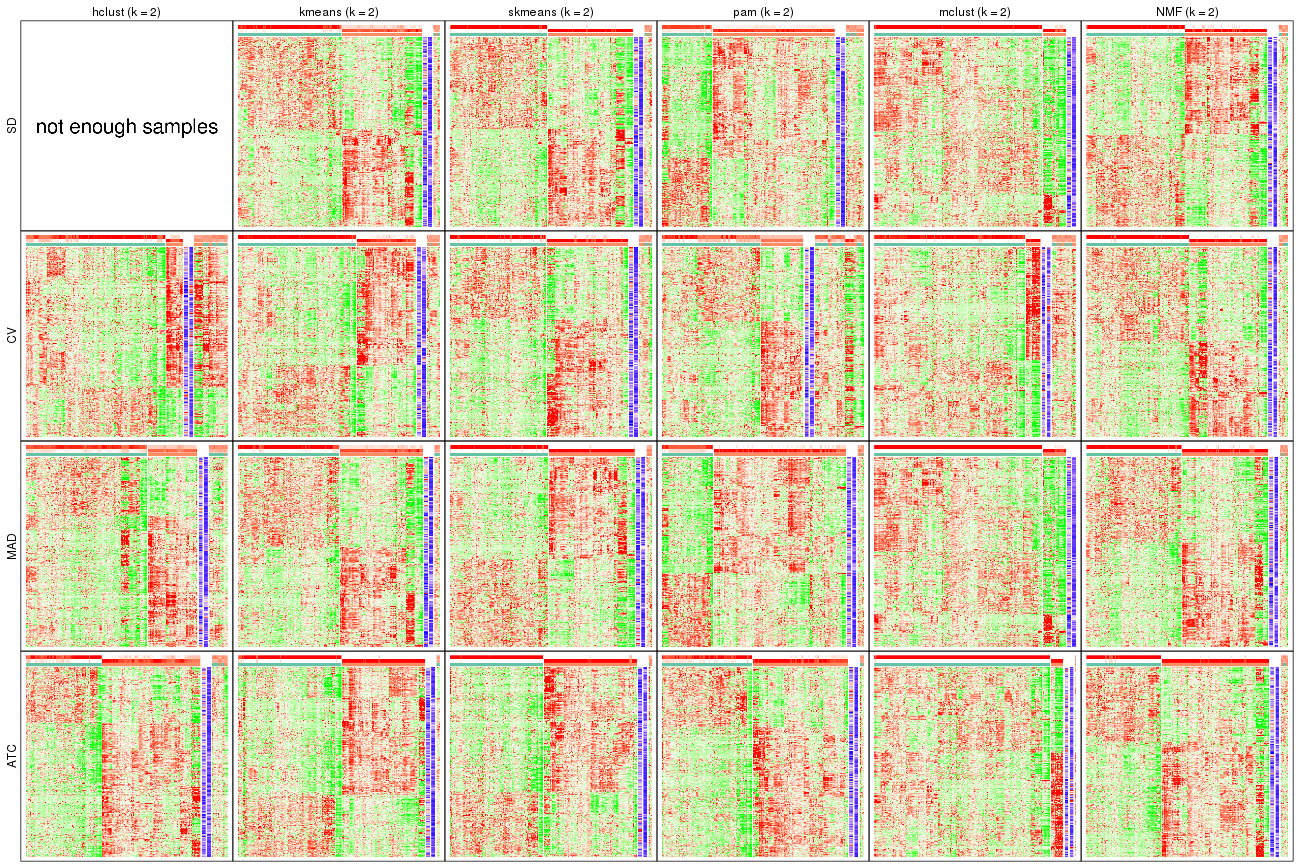 hclust (k = 2) kmeans (k = 2) skmeans (k = 2) pam (k = 2) mclust (k = 2) NMF (k = 2)
SD
not enough samples
CV
MAD
ATC